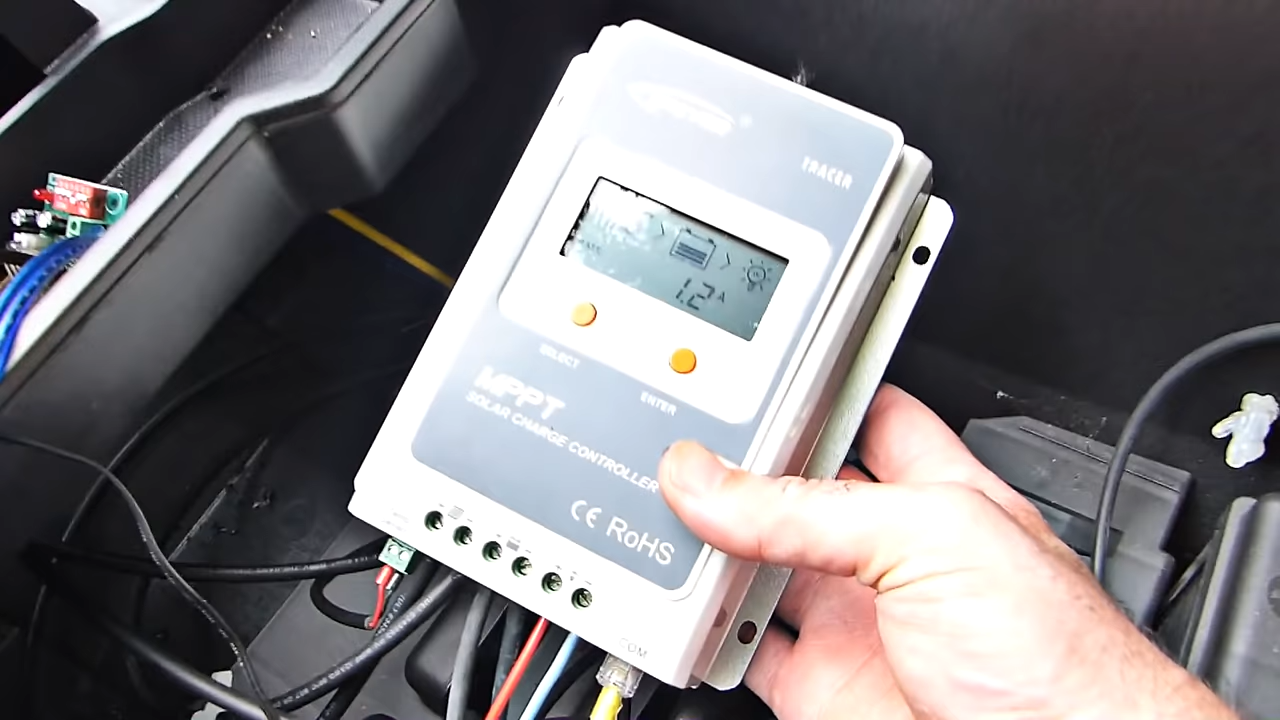 TRACER
1.2 A
SELECT
ENTER
MPPT
SOLAR CHARGE CONTROLLER
CE RoHS
COM